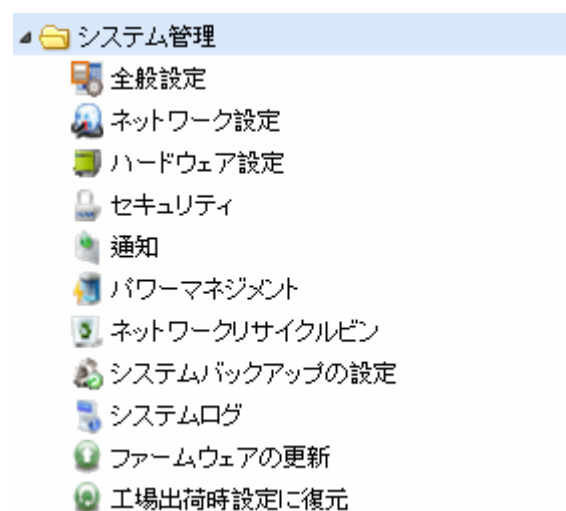 システム管理
全般設定
ネットワーク設定
ハードウェア設定
セキュリティ
通知
パワーマネジメント
ネットワークリサイクルビン
システムバックアップの設定
システムログ
ファームウェアの更新
工場出荷時設定に復元